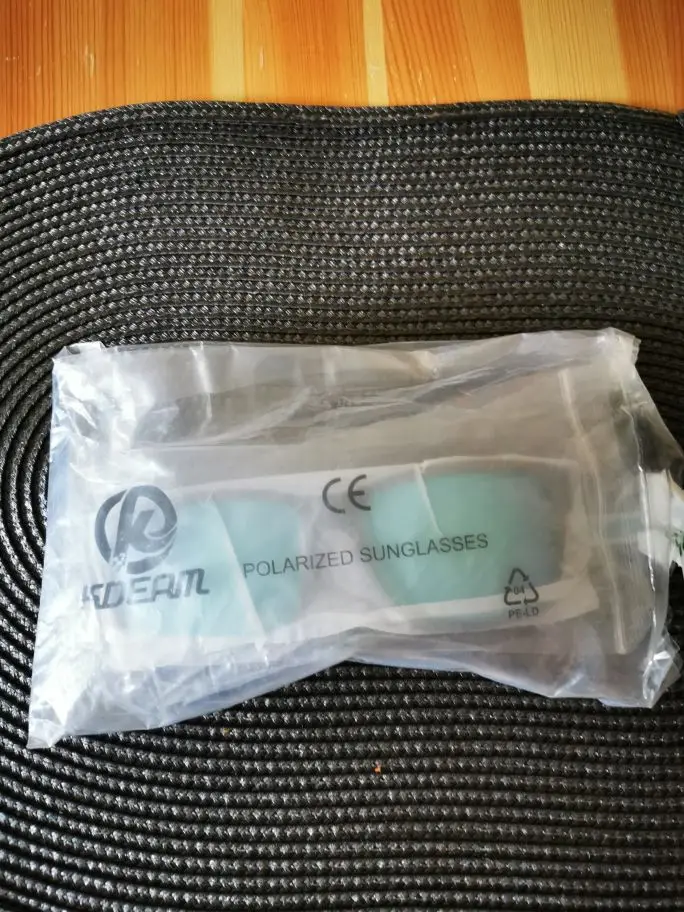 CE
POLARIZED SUNGLASSES
KDEAM
04
PE-LD